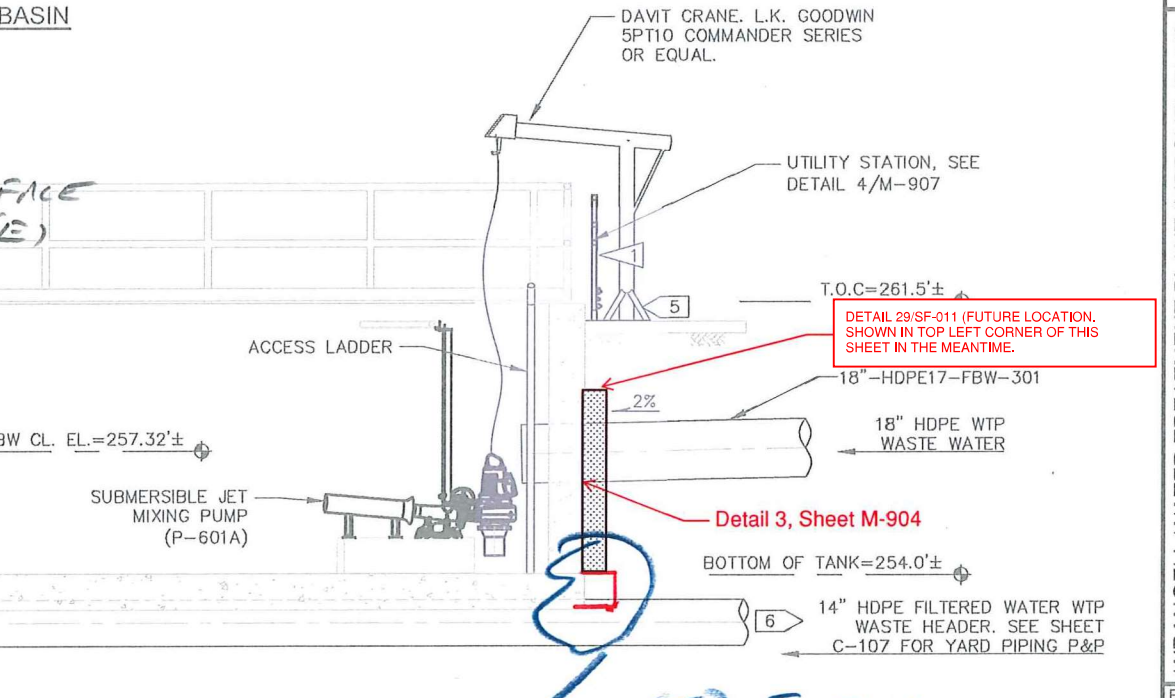 BASIN
DAVIT CRANE. L.K. GOODWIN
5PT10 COMMANDER SERIES
OR EQUAL.
UTILITY STATION, SEE
DETAIL 4/M-907
FACE
1
5
T.O.C=261.5'±
DETAIL 29/SF-011 (FUTURE LOCATION.
SHOWN IN TOP LEFT CORNER OF THIS
SHEET IN THE MEANTIME.
ACCESS LADDER
18"-HDPE17-FBW-301
2%
18" HDPE WTP
WASTE WATER
BW CL. EL.=257.32'±
SUBMERSIBLE JET
MIXING PUMP
(P-601A)
Detail 3, Sheet M-904
BOTTOM OF TANK=254.0'±
6
14" HDPE FILTERED WATER WTP
WASTE HEADER. SEE SHEET
C-107 FOR YARD PIPING P&P